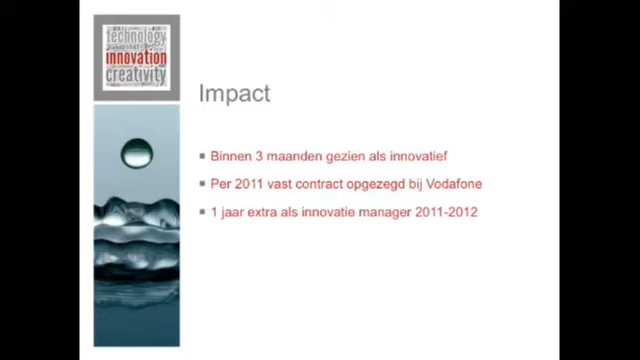 technology
innovation
creativity
Impact
Binnen 3 maanden gezien als innovatief
Per 2011 vast contract opgezegd bij Vodafone
1 jaar extra als innovatie manager 2011-2012